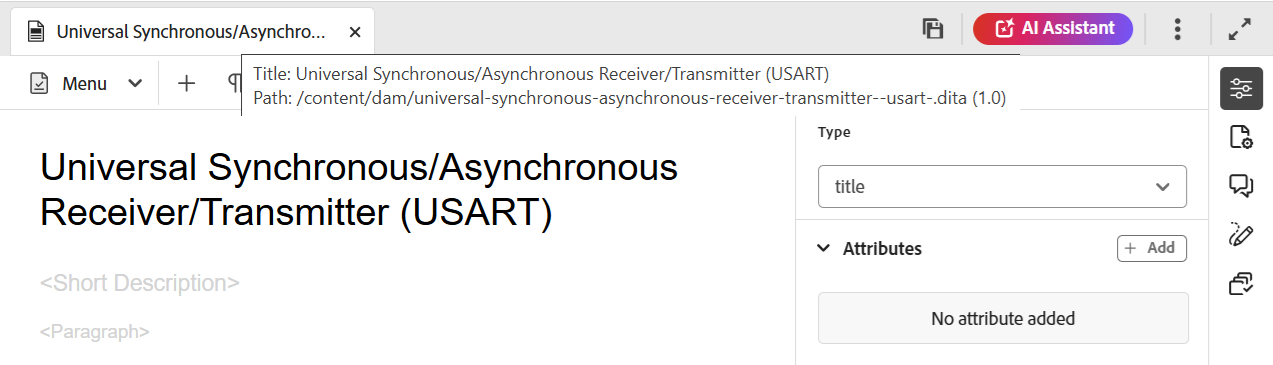 Universal Synchronous/Asynchro...
AI Assistant
Menu
Title: Universal Synchronous/Asynchronous Receiver/Transmitter (USART)
Path: /content/dam/universal-synchronous-asynchronous-receiver-transmitter--usart-.dita (1.0)
Universal Synchronous/Asynchronous
Receiver/Transmitter (USART)
<Short Description>
<Paragraph>
Type
title
Attributes
Add
No attribute added